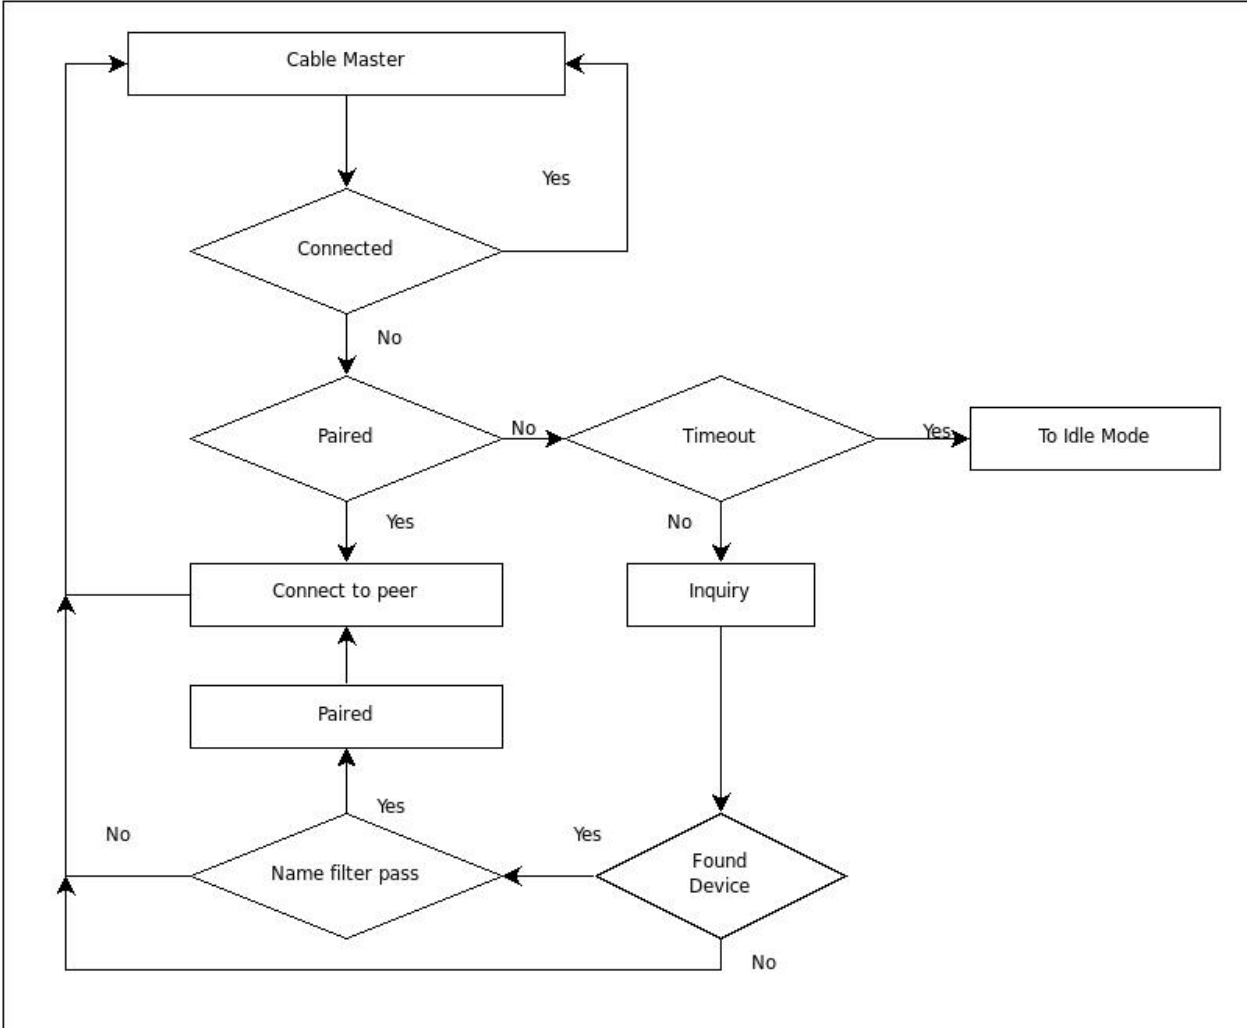 Cable Master
Yes
Connected
No
Paired
No
Timeout
Yes
To Idle Mode
Yes
No
Connect to peer
Inquiry
Paired
Yes
No
Yes
Name filter pass
Found
Device
No